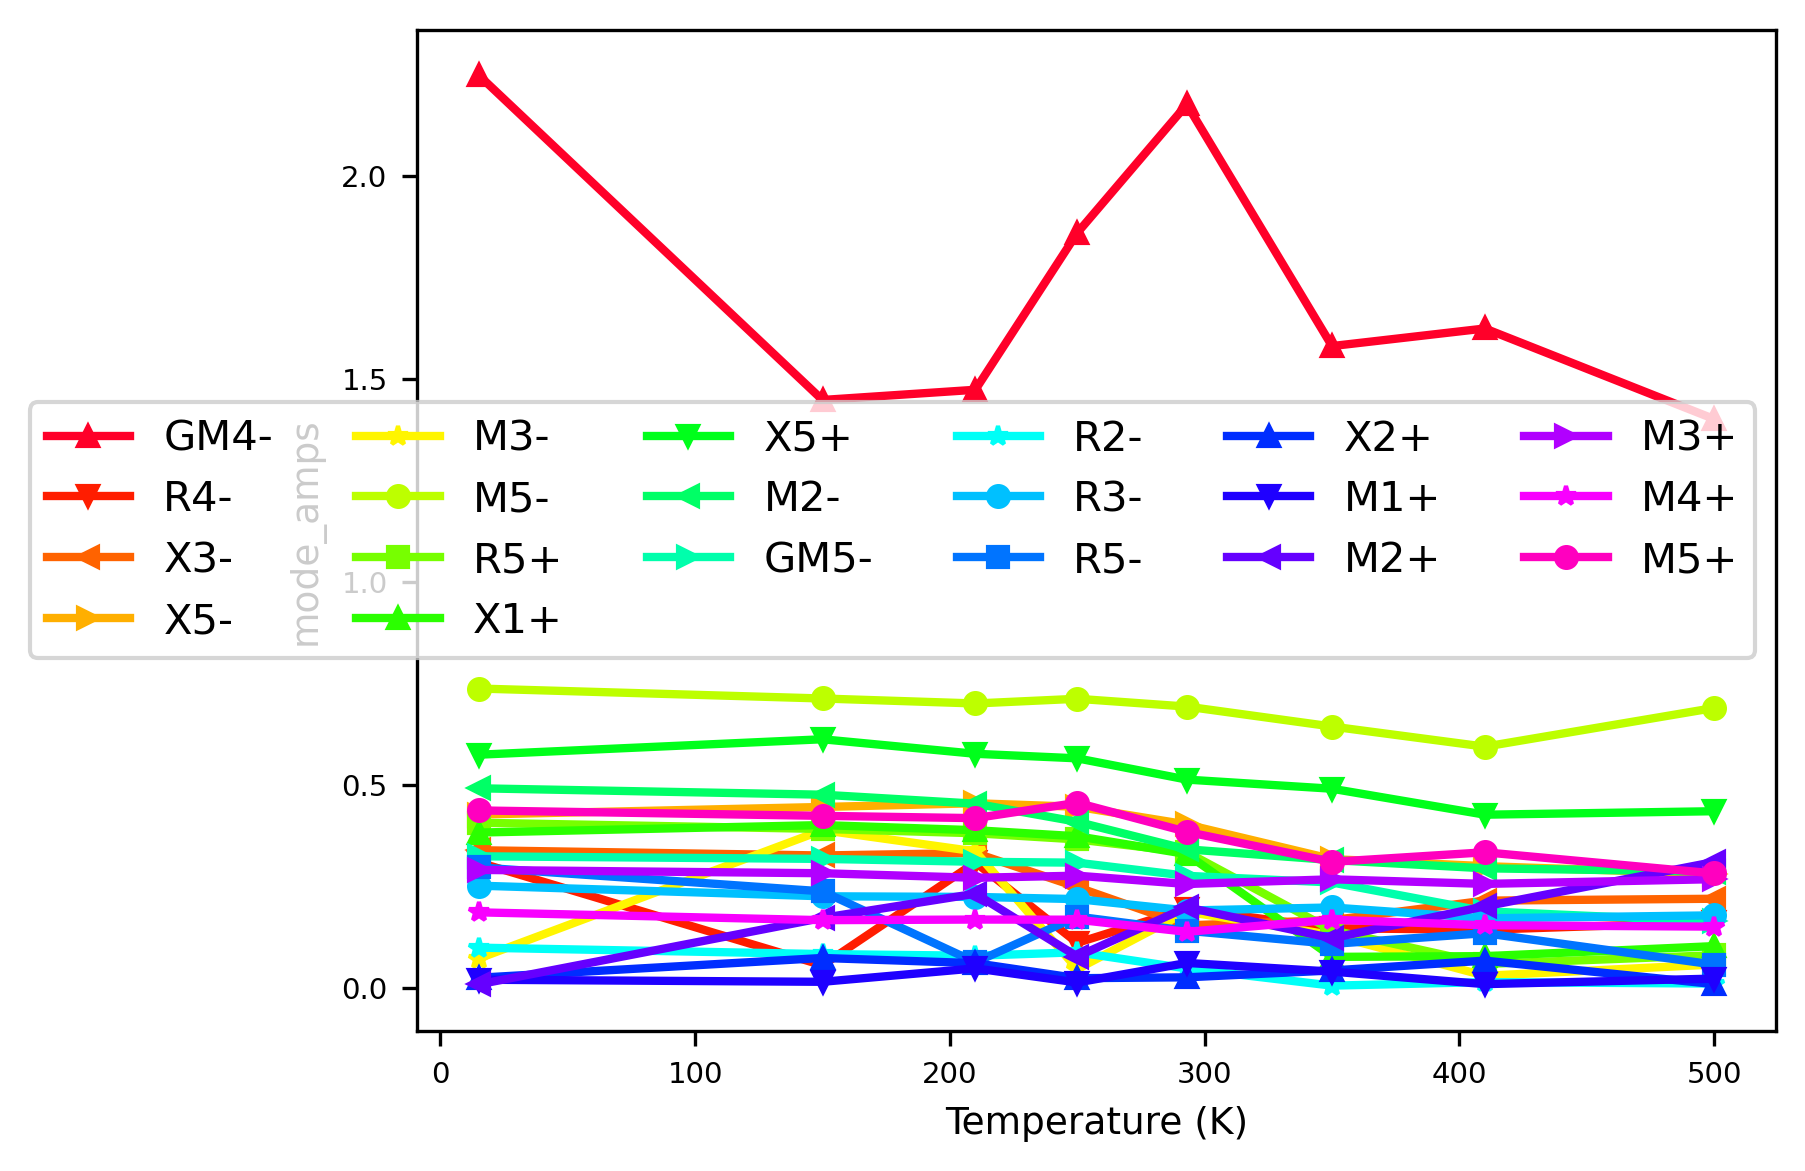 2.0
1.5
1.0
0.5
0.0
mode_amps
GM4- M3- X5+ R2- X2+ M3+
R4- M5- M2- R3- M1+ M4+
X3- R5+ GM5- R5- M2+ M5+
X5- X1+
0 100 200 300 400 500
Temperature (K)